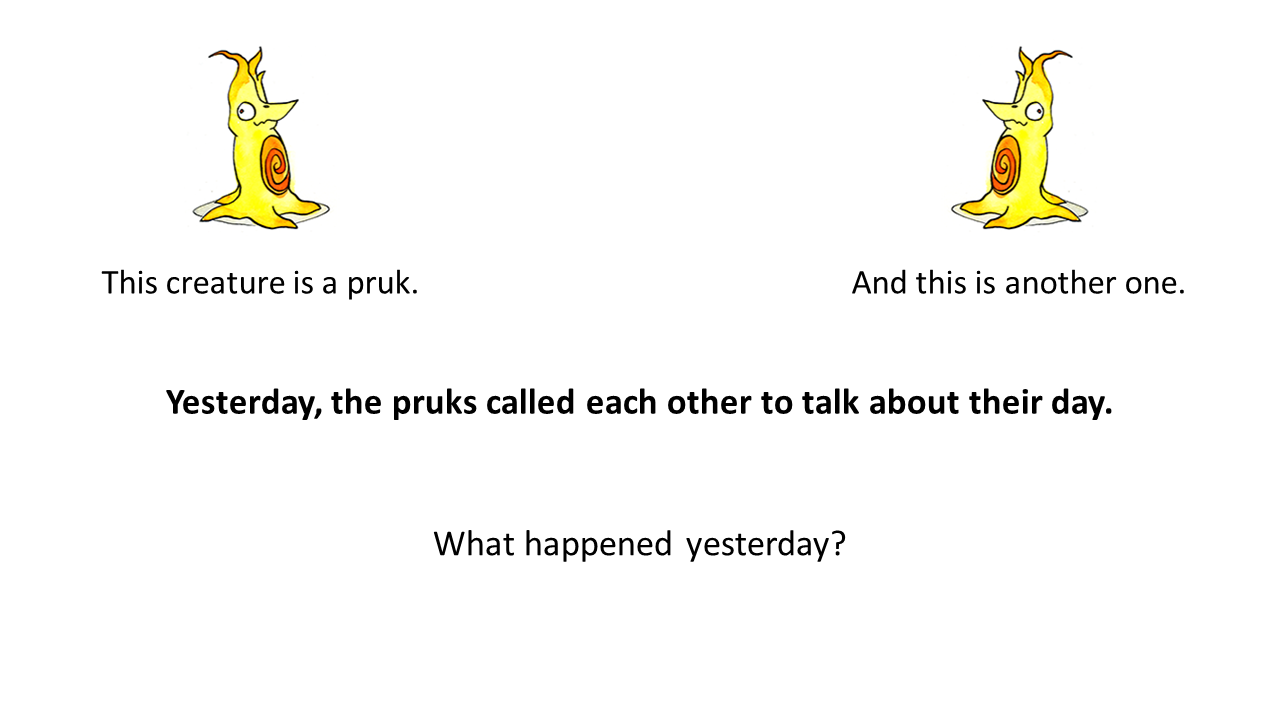 This creature is a pruk.
And this is another one.
Yesterday, the pruks called each other to talk about their day.
What happened yesterday?